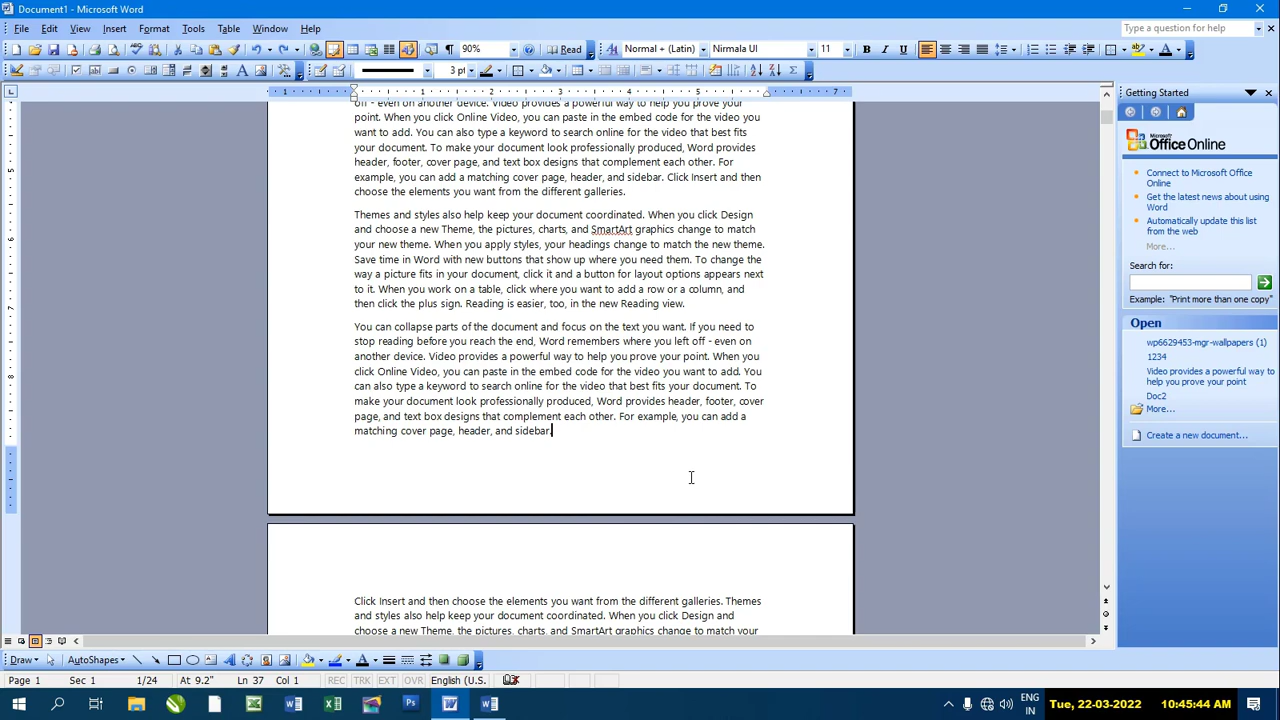 Document1 - Microsoft Word
File Edit View Insert Format Tools Table Window Help
Type a question for help
90%
Read
Normal + (Latin)
Nirmala UI
11
B I U
3 pt
1 1 2 3 4 5 7
off - even on another device. Video provides a powerful way to help you prove your
point. When you click Online Video, you can paste in the embed code for the video you
want to add. You can also type a keyword to search online for the video that best fits
your document. To make your document look professionally produced, Word provides
header, footer, cover page, and text box designs that complement each other. For
example, you can add a matching cover page, header, and sidebar. Click Insert and then
choose the elements you want from the different galleries.
Themes and styles also help keep your document coordinated. When you click Design
and choose a new Theme, the pictures, charts, and SmartArt graphics change to match
your new theme. When you apply styles, your headings change to match the new theme.
Save time in Word with new buttons that show up where you need them. To change the
way a picture fits in your document, click it and a button for layout options appears next
to it. When you work on a table, click where you want to add a row or a column, and
then click the plus sign. Reading is easier, too, in the new Reading view.
You can collapse parts of the document and focus on the text you want. If you need to
stop reading before you reach the end, Word remembers where you left off - even on
another device. Video provides a powerful way to help you prove your point. When you
click Online Video, you can paste in the embed code for the video you want to add. You
can also type a keyword to search online for the video that best fits your document. To
make your document look professionally produced, Word provides header, footer, cover
page, and text box designs that complement each other. For example, you can add a
matching cover page, header, and sidebar.
Click Insert and then choose the elements you want from the different galleries. Themes
and styles also help keep your document coordinated. When you click Design and
choose a new Theme, the pictures, charts, and SmartArt graphics change to match your
Getting Started
Microsoft
Office Online
Connect to Microsoft Office
Online
Get the latest news about using
Word
Automatically update this list
from the web
More...
Search for:
Example: "Print more than one copy"
Open
wp6629453-mgr-wallpapers (1)
1234
Video provides a powerful way to
help you prove your point
Doc2
More...
Create a new document...
Draw
AutoShapes
Page 1 Sec 1 1/24 At 9.2" Ln 37 Col 1 REC TRK EXT OVR English (U.S.
ENG
IN
Tue, 22-03-2022 10:45:44 AM